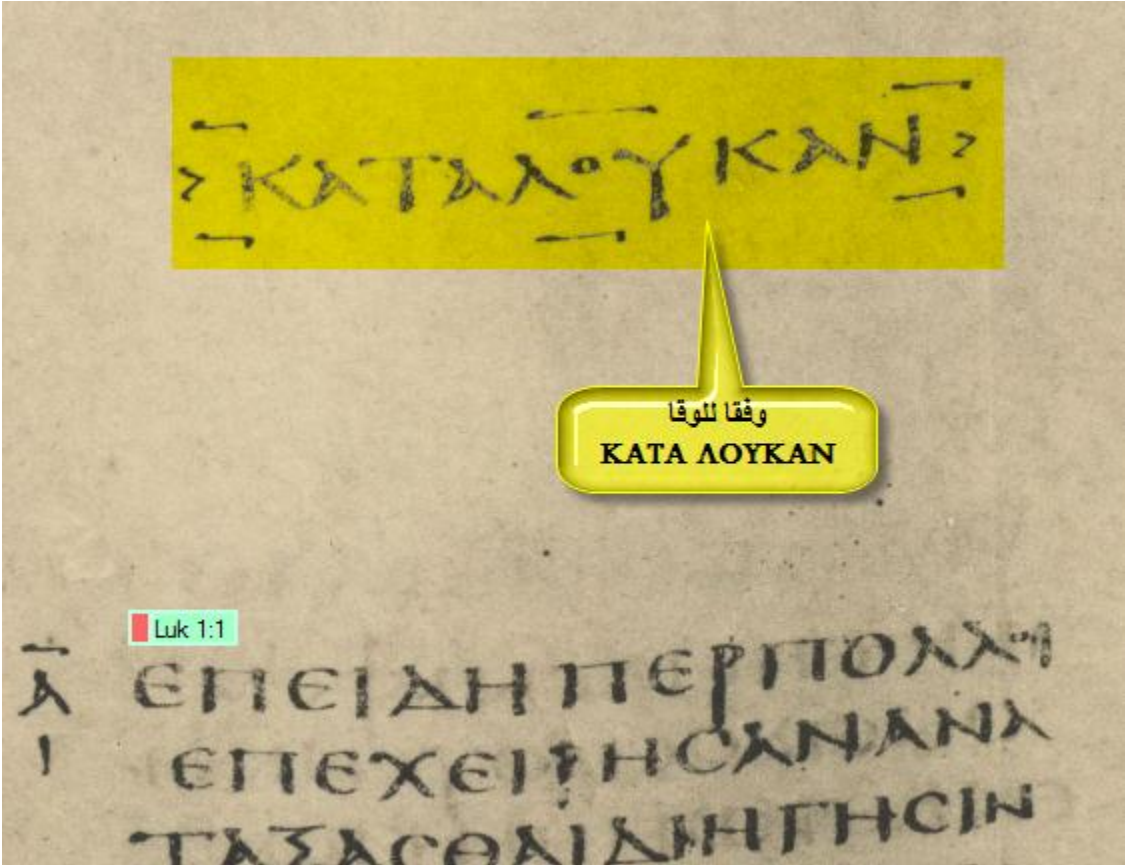 > ΚΑΤΑΛΟΥΚΑΝ >
وفقا للوقا
ΚΑΤΑ ΛΟΥΚΑΝ
Luk 1:1
Α ΕΠΕΙΔΗΠΕΡΠΟΛΛΟΙ
Ι ΕΠΕΧΕΙΡΗϹΑΝΑΝΑ
ΤΑΞΑϹΘΑΙΔΙΗΓΗϹΙΝ